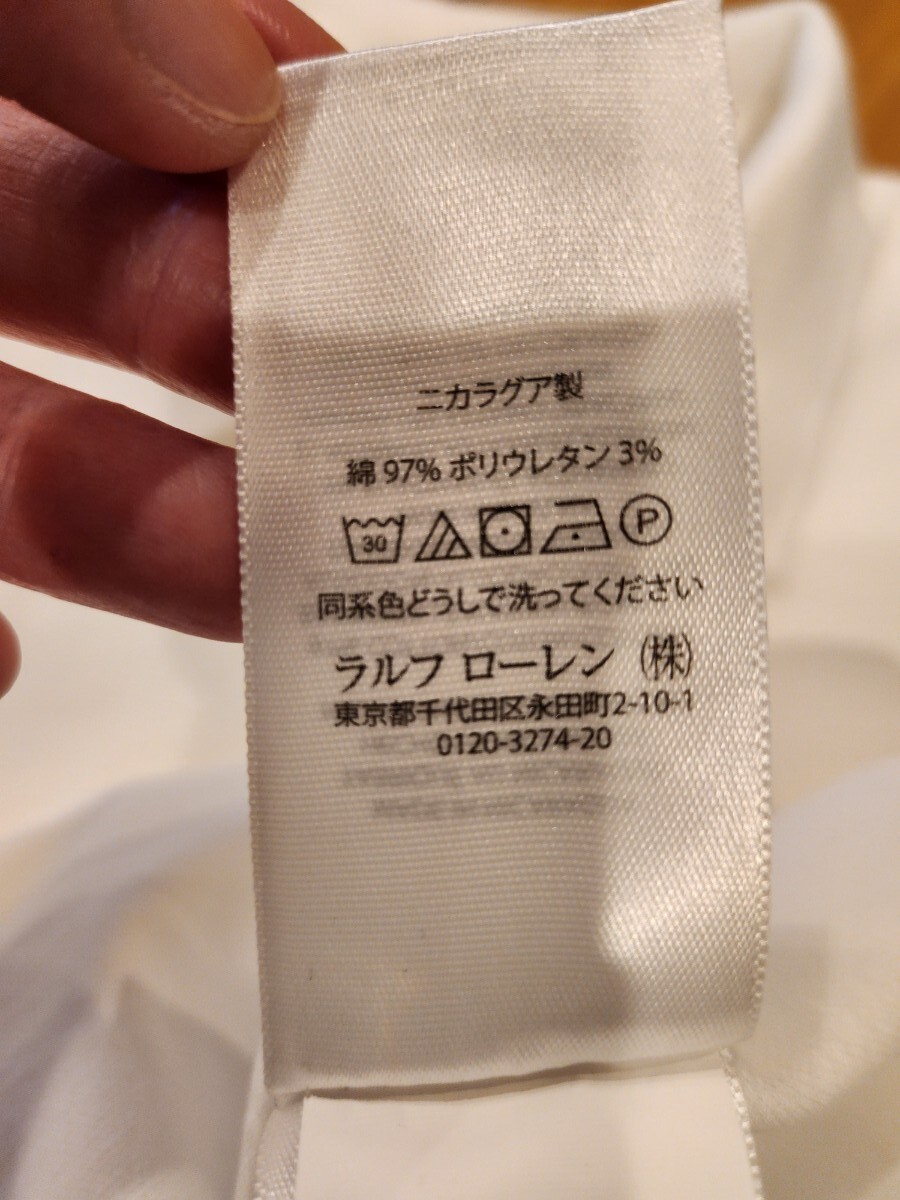 ニカラグア製
綿 97% ポリウレタン 3%
30 P
同系色どうしで洗ってください
ラルフ ローレン (株)
東京都千代田区永田町2-10-1
0120-3274-20